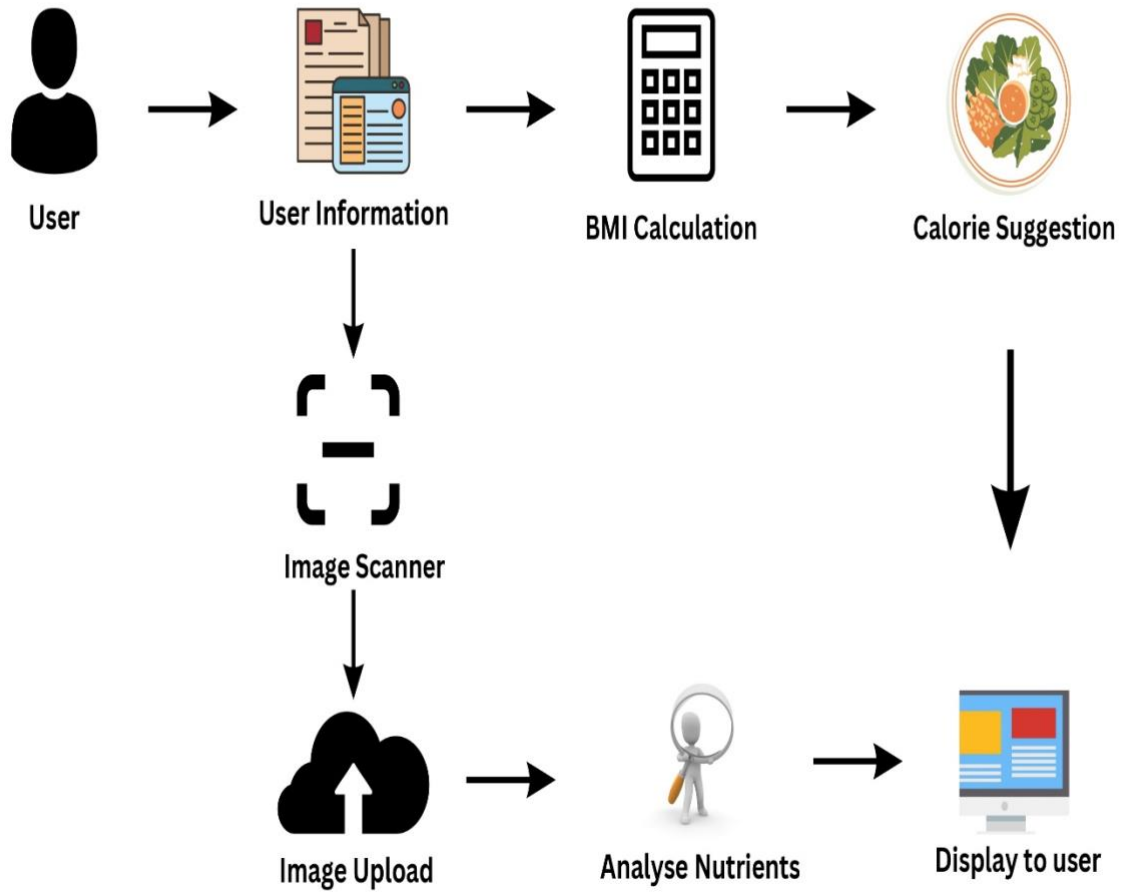 User
User Information
BMI Calculation
Calorie Suggestion
Image Scanner
Image Upload
Analyse Nutrients
Display to user